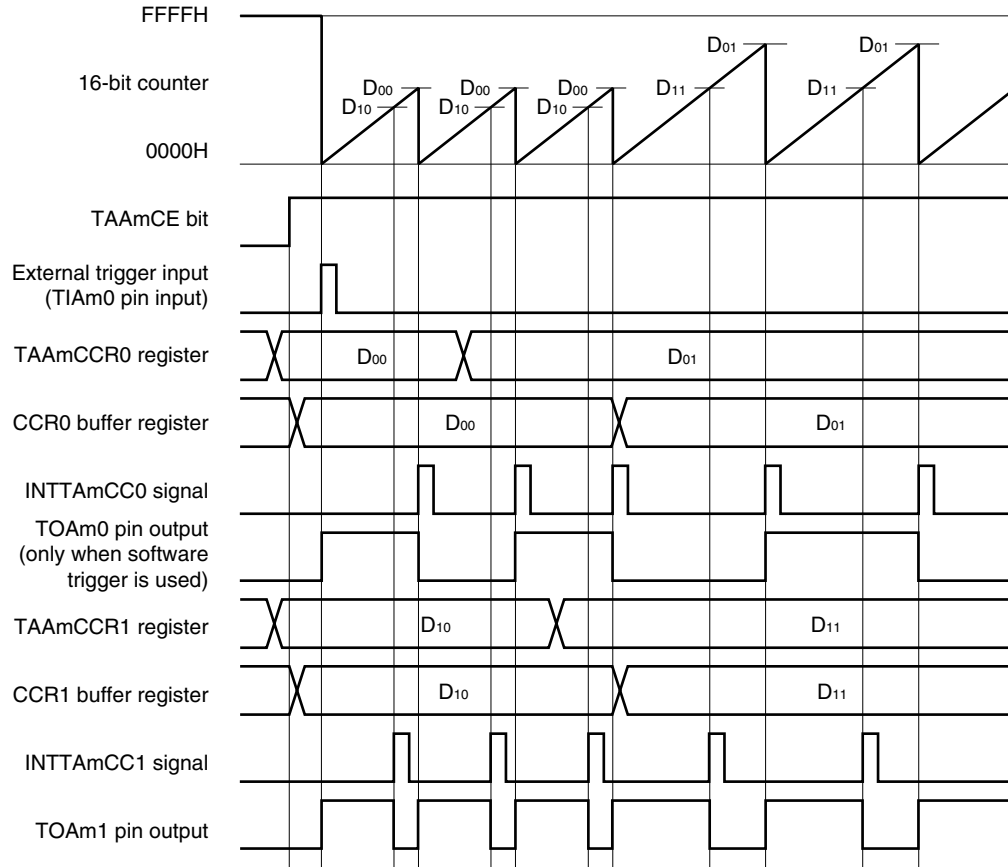 FFFFH
D01 D01
16-bit counter
D00 D00 D00 D11 D11
D10 D10 D10
0000H
TAAmCE bit
External trigger input
(TIAm0 pin input)
TAAmCCR0 register D00 D01
CCR0 buffer register D00 D01
INTTAmCC0 signal
TOAm0 pin output
(only when software
trigger is used)
TAAmCCR1 register D10 D11
CCR1 buffer register D10 D11
INTTAmCC1 signal
TOAm1 pin output